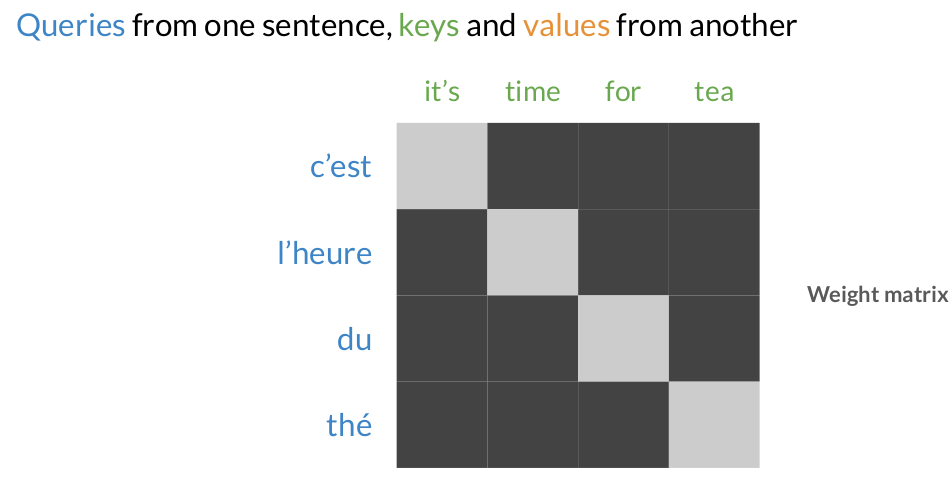 Queries from one sentence, keys and values from another
it’s time for tea
c’est
l’heure
du
thé
Weight matrix